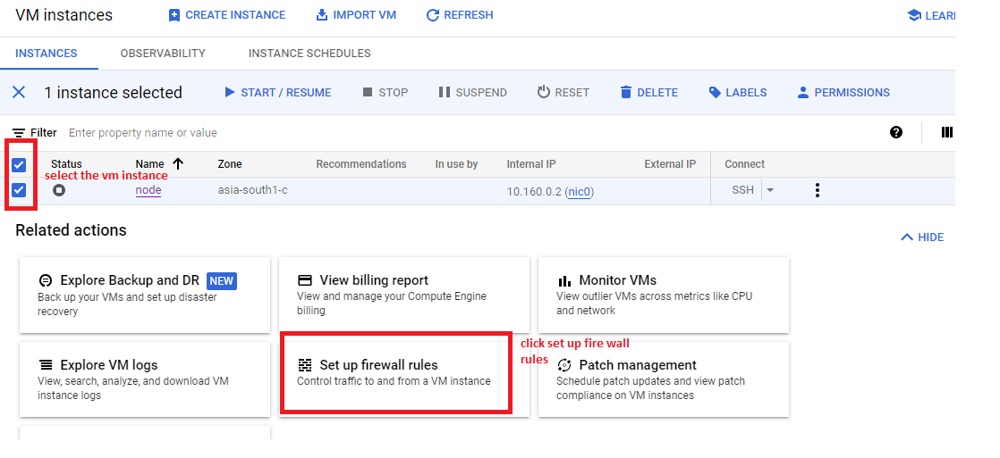 VM instances CREATE INSTANCE IMPORT VM REFRESH LEARI
INSTANCES OBSERVABILITY INSTANCE SCHEDULES
1 instance selected START / RESUME STOP SUSPEND RESET DELETE LABELS PERMISSIONS
Filter Enter property name or value
Status Name Zone Recommendations In use by Internal IP External IP Connect
select the vm instance
node asia-south1-c 10.160.0.2 (nic0) SSH
Related actions
HIDE
Explore Backup and DR NEW
Back up your VMs and set up disaster
recovery
View billing report
View and manage your Compute Engine
billing
Monitor VMs
View outlier VMs across metrics like CPU
and network
Explore VM logs
View, search, analyze, and download VM
instance logs
Set up firewall rules
Control traffic to and from a VM instance
click set up fire wall
rules
Patch management
Schedule patch updates and view patch
compliance on VM instances